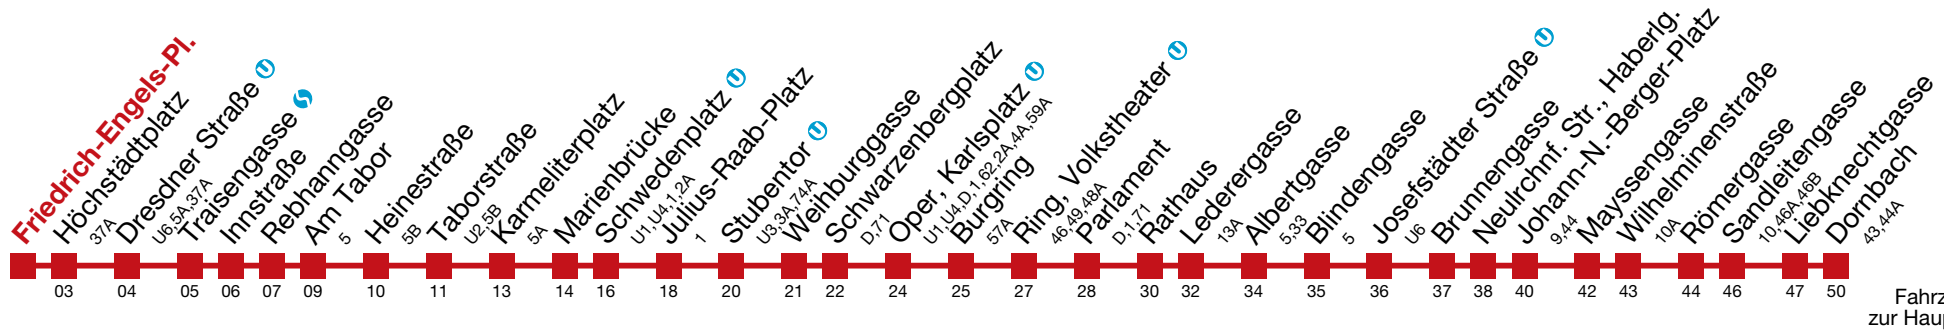 Friedrich-Engels-Pl.
Höchstädtplatz
37A
Dresdner Straße U
U6,5A,37A
Traisengasse S
Innstraße
Rebhanngasse
Am Tabor
5
Heinestraße
5B
Taborstraße
U2,5B
Karmeliterplatz
5A
Marienbrücke
Schwedenplatz U
U1,U4,1,2A
Julius-Raab-Platz
1
Stubentor U
U3,3A,74A
Weihburggasse
Schwarzenbergplatz
D,71
Oper, Karlsplatz U
U1,U4,D,1,62,2A,4A,59A
Burgring
57A
Ring, Volkstheater U
46,49,48A
Parlament
D,1,71
Rathaus
Lederergasse
13A
Albertgasse
5,33
Blindengasse
5
Josefstädter Straße U
U6
Brunnengasse
Neulrchnf. Str., Haberlg.
Johann-N.-Berger-Platz
9,44
Mayssengasse
Wilhelminenstraße
10A
Römergasse
Sandleitengasse
10,46A,46B
Liebknechtgasse
Dornbach
43,44A
03 04 05 06 07 09 10 11 13 14 16 18 20 21 22 24 25 27 28 30 32 34 35 36 37 38 40 42 43 44 46 47 50
Fahrz
zur Haup